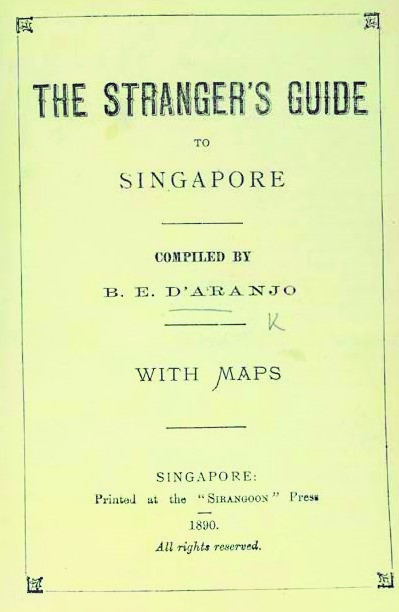 THE STRANGER'S GUIDE
TO
SINGAPORE
COMPILED BY
B. E. D'ARANJO
K
WITH MAPS
SINGAPORE:
Printed at the "SIRANGOON" Press
1890.
All rights reserved.